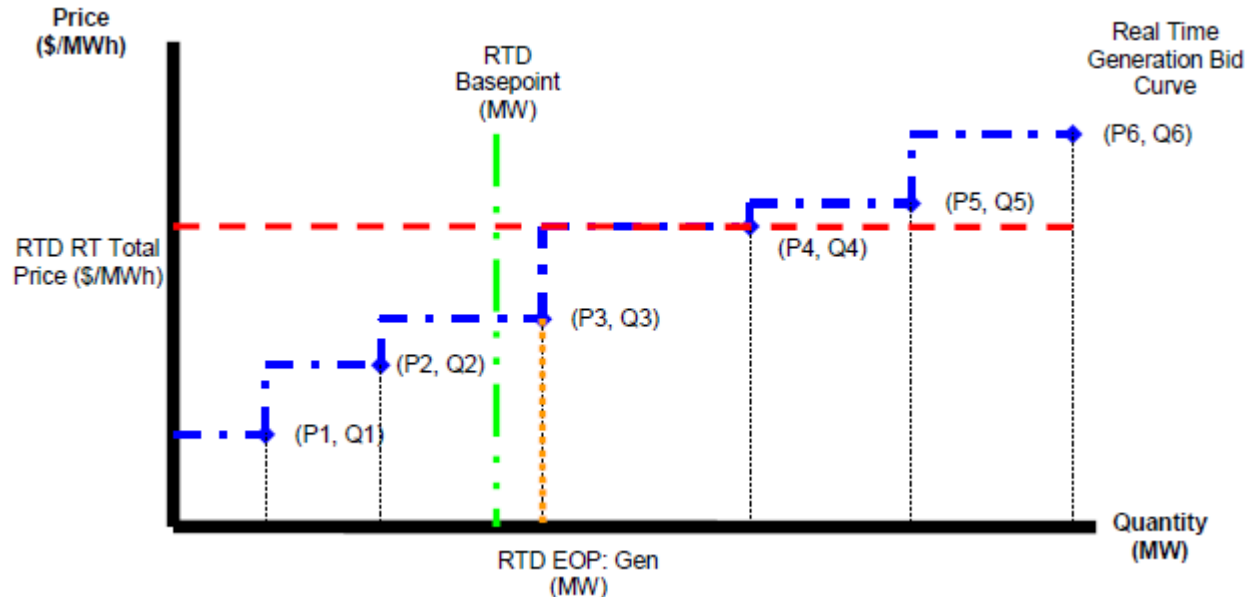 Price
($/MWh)
RTD
Basepoint
(MW)
Real Time
Generation Bid
Curve
(P6, Q6)
(P5, Q5)
(P4, Q4)
RTD RT Total
Price ($/MWh)
(P3, Q3)
(P2, Q2)
(P1, Q1)
Quantity
(MW)
RTD EOP: Gen
(MW)